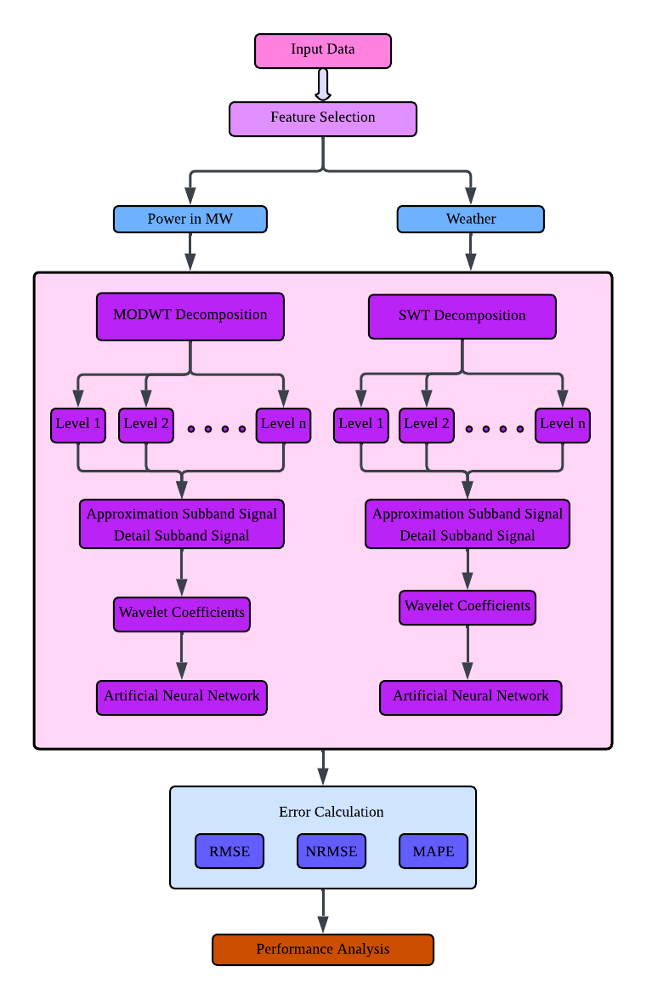 Input Data
Feature Selection
Power in MW
Weather
MODWT Decomposition
SWT Decomposition
Level 1
Level 2
Level n
Level 1
Level 2
Level n
Approximation Subband Signal
Detail Subband Signal
Approximation Subband Signal
Detail Subband Signal
Wavelet Coefficients
Wavelet Coefficients
Artificial Neural Network
Artificial Neural Network
Error Calculation
RMSE
NRMSE
MAPE
Performance Analysis